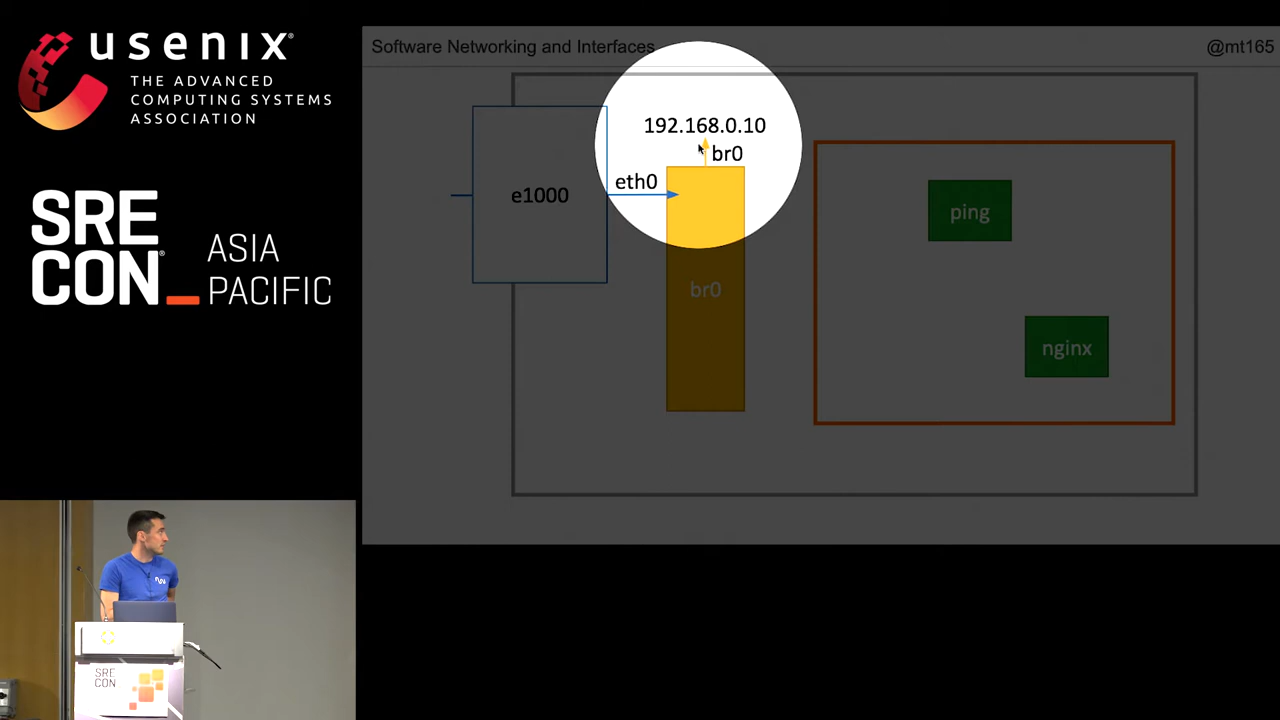 usenix
THE ADVANCED
COMPUTING SYSTEMS
ASSOCIATION
SRE
CON
ASIA
PACIFIC
Software Networking and Interfaces
@mt165
192.168.0.10
br0
eth0
e1000
br0
ping
nginx
SRE
CON